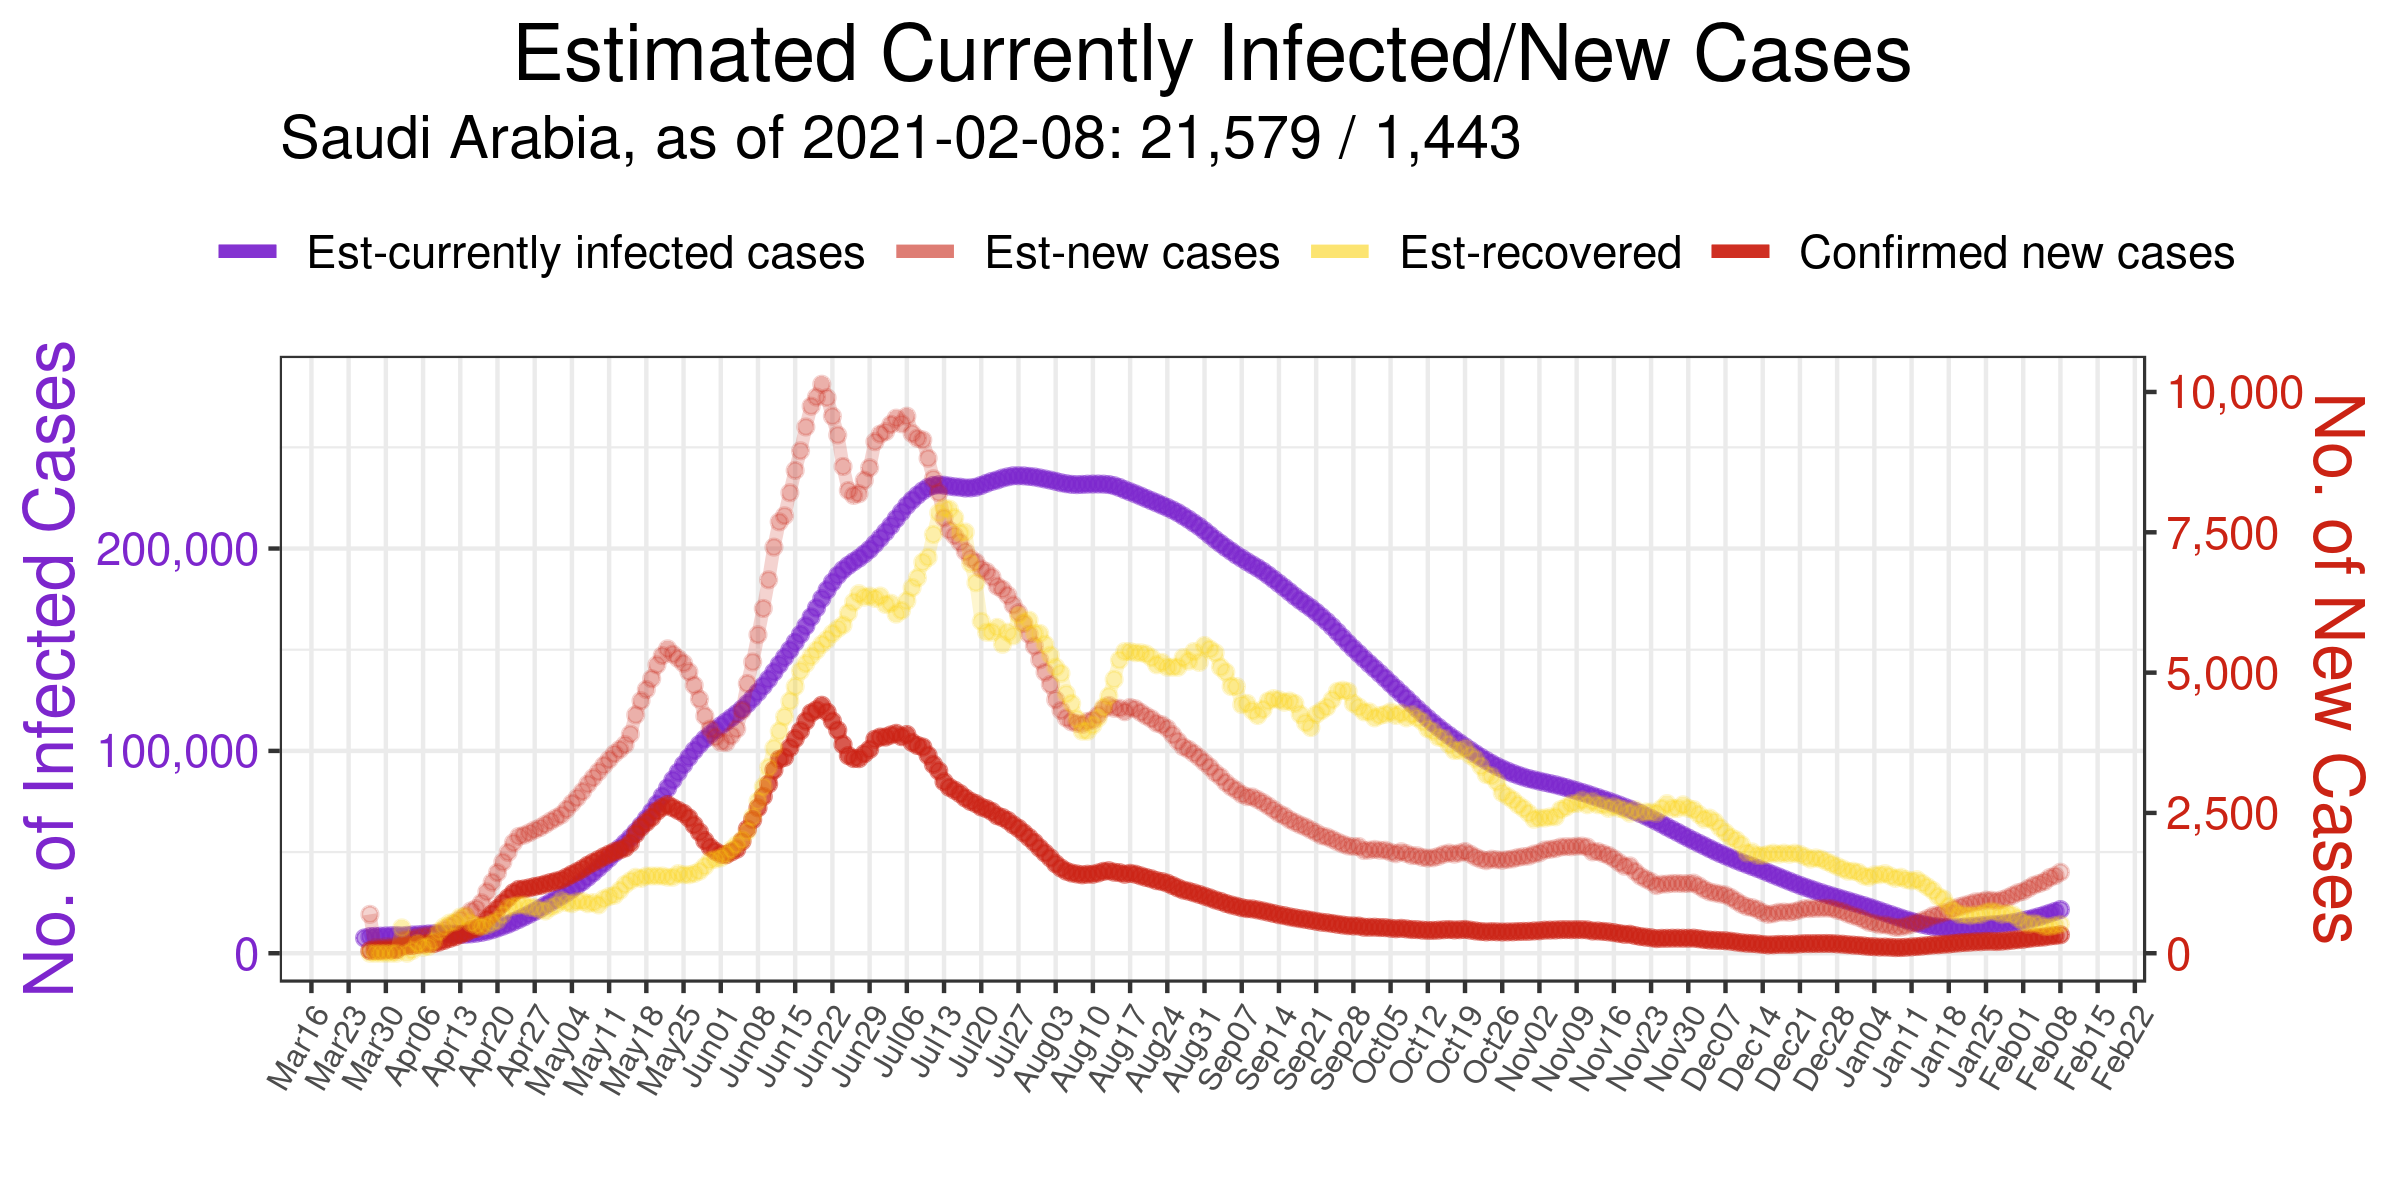 Estimated Currently Infected/New Cases
Saudi Arabia, as of 2021-02-08: 21,579 / 1,443
Est-currently infected cases Est-new cases Est-recovered Confirmed new cases
No. of Infected Cases
200,000
100,000
0
10,000
7,500
5,000
2,500
0
No. of New Cases
Mar16 Mar23 Mar30 Apr06 Apr13 Apr20 Apr27 May04 May11 May18 May25 Jun01 Jun08 Jun15 Jun22 Jun29 Jul06 Jul13 Jul20 Jul27 Aug03 Aug10 Aug17 Aug24 Aug31 Sep07 Sep14 Sep21 Sep28 Oct05 Oct12 Oct19 Oct26 Nov02 Nov09 Nov16 Nov23 Nov30 Dec07 Dec14 Dec21 Dec28 Jan04 Jan11 Jan18 Jan25 Feb01 Feb08 Feb15 Feb22